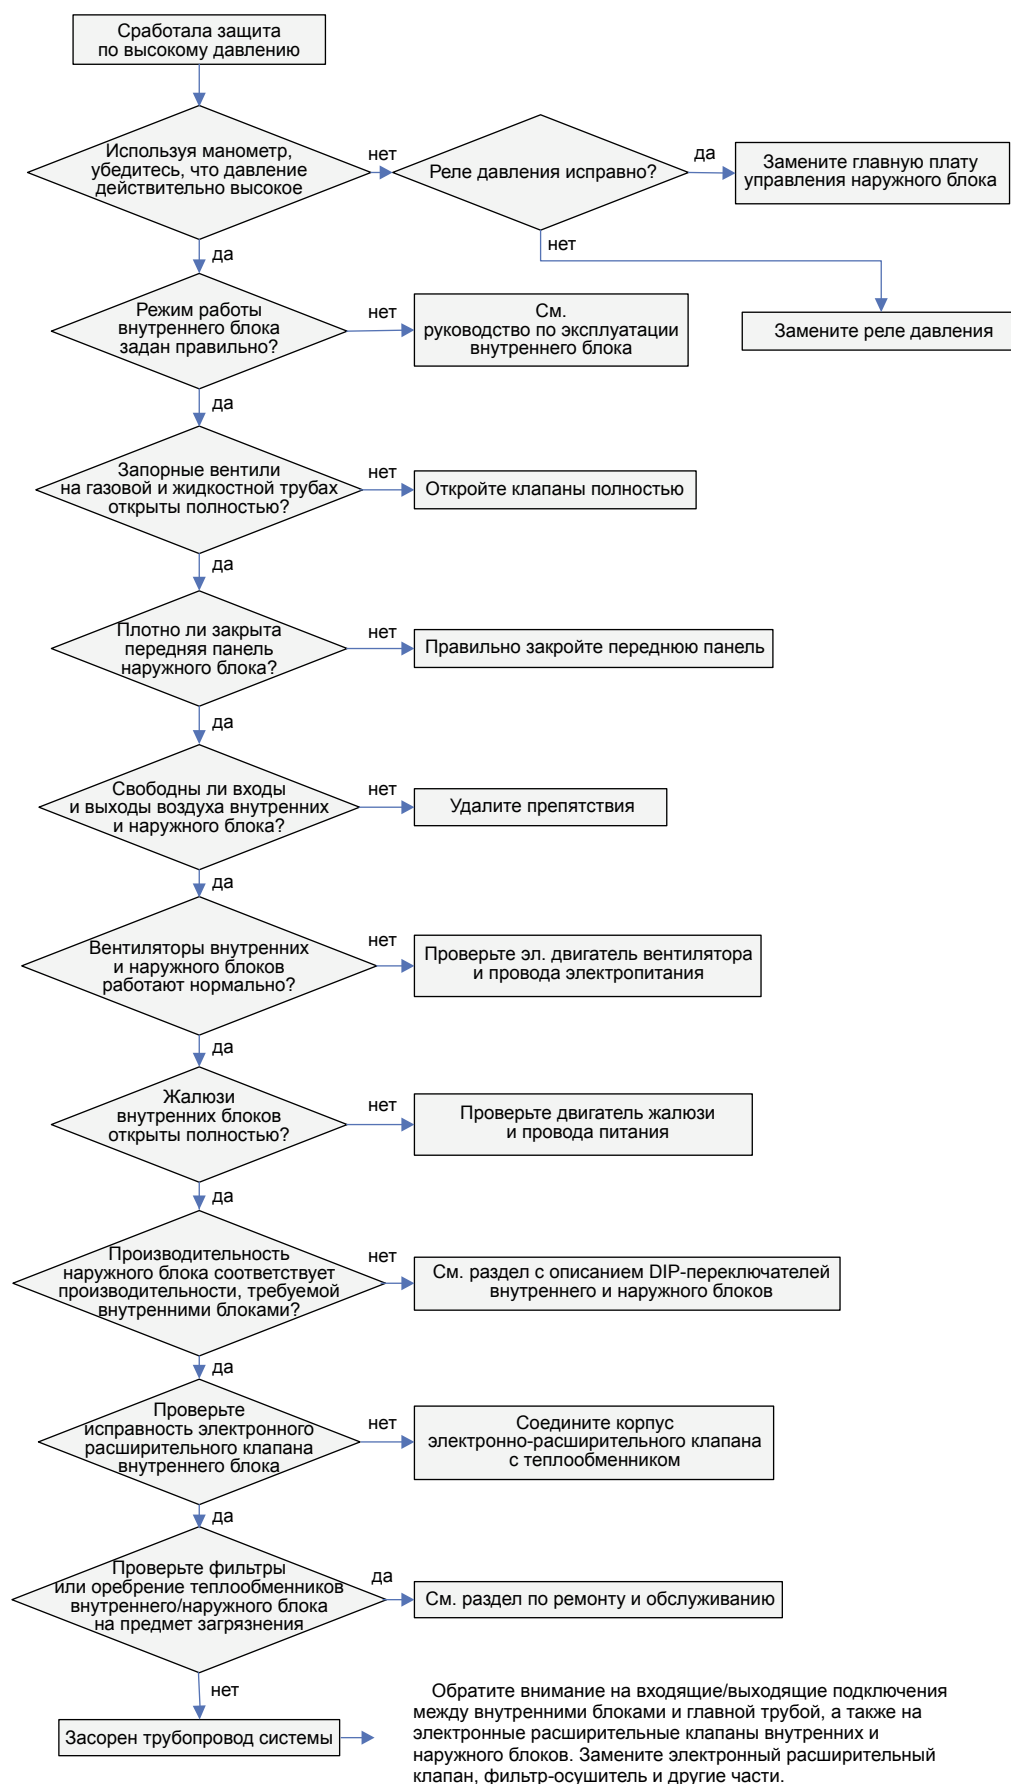 Сработала защита
по высокому давлению
Используя манометр,
убедитесь, что давление
действительно высокое
нет
Реле давления исправно?
да
Замените главную плату
управления наружного блока
нет
Замените реле давления
да
Режим работы
внутреннего блока
задан правильно?
нет
См.
руководство по эксплуатации
внутреннего блока
да
Запорные вентили
на газовой и жидкостной трубах
открыты полностью?
нет
Откройте клапаны полностью
да
Плотно ли закрыта
передняя панель
наружного блока?
нет
Правильно закройте переднюю панель
да
Свободны ли входы
и выходы воздуха внутренних
и наружного блока?
нет
Удалите препятствия
да
Вентиляторы внутренних
и наружного блоков
работают нормально?
нет
Проверьте эл. двигатель вентилятора
и провода электропитания
да
Жалюзи
внутренних блоков
открыты полностью?
нет
Проверьте двигатель жалюзи
и провода питания
да
Производительность
наружного блока соответствует
производительности, требуемой
внутренними блоками?
нет
См. раздел с описанием DIP-переключателей
внутреннего и наружного блоков
да
Проверьте
исправность электронного
расширительного клапана
внутреннего блока
нет
Соедините корпус
электронно-расширительного клапана
с теплообменником
да
Проверьте фильтры
или оребрение теплообменников
внутреннего/наружного блока
на предмет загрязнения
да
См. раздел по ремонту и обслуживанию
нет
Засорен трубопровод системы
Обратите внимание на входящие/выходящие подключения
между внутренними блоками и главной трубой, а также на
электронные расширительные клапаны внутренних и
наружного блоков. Замените электронный расширительный
клапан, фильтр-осушитель и другие части.